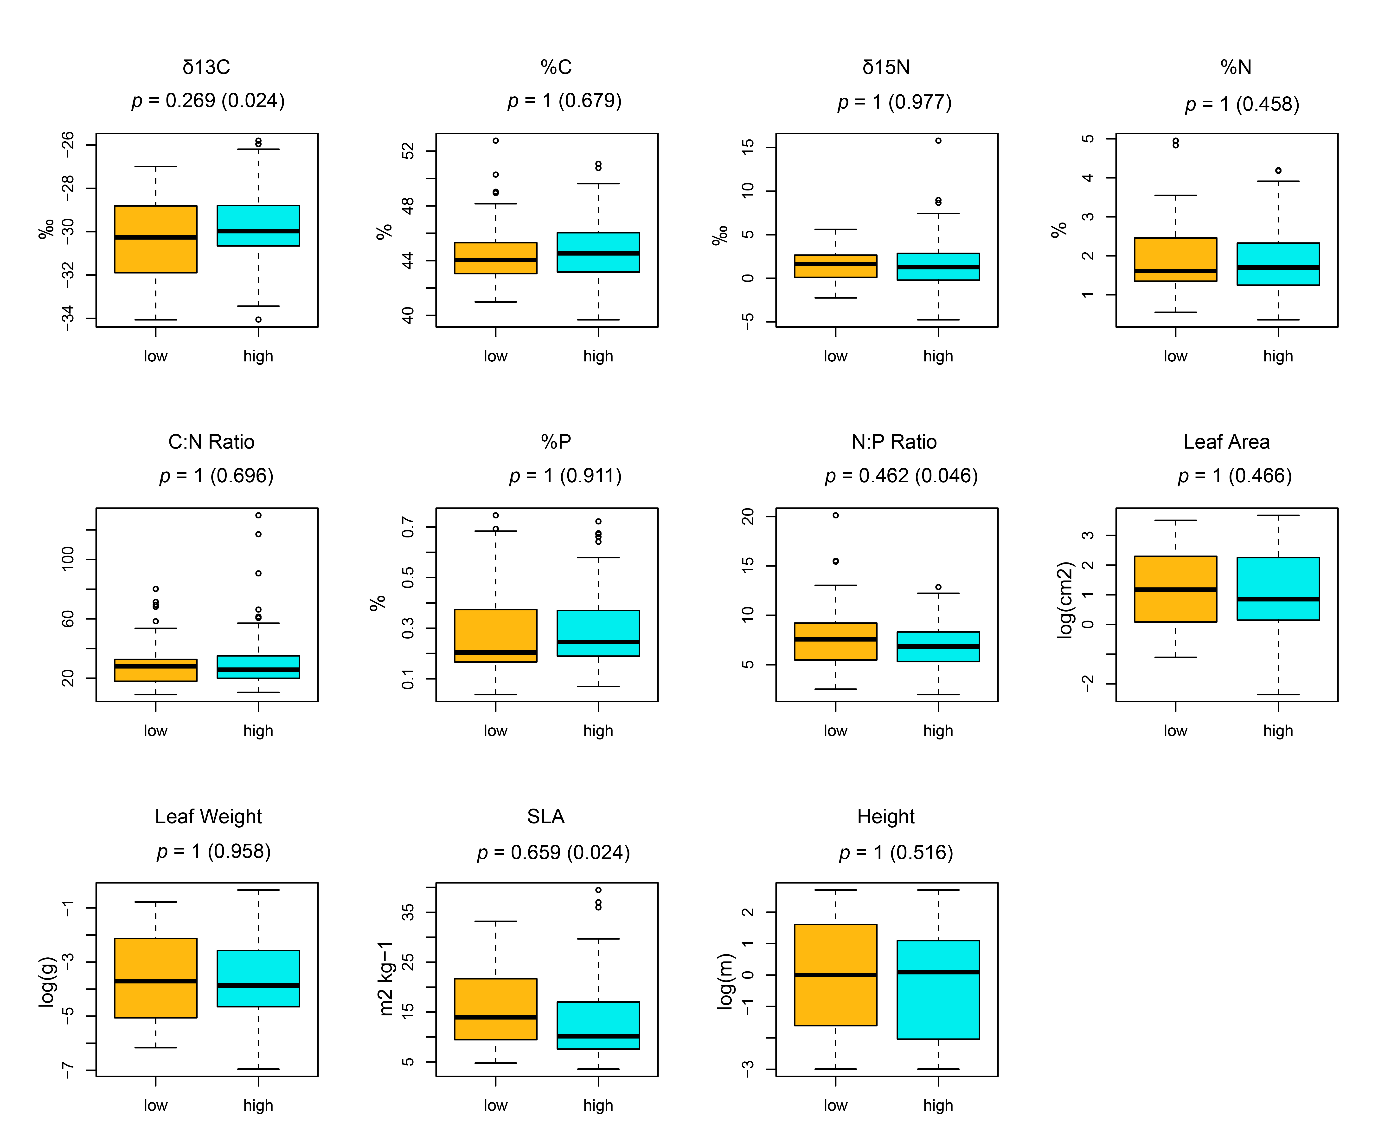 δ13C
p = 0.269 (0.024)
‰
−26
−28
−30
−32
−34
low
high
%C
p = 1 (0.679)
%
52
48
44
40
low
high
δ15N
p = 1 (0.977)
‰
15
10
5
0
−5
low
high
%N
p = 1 (0.458)
%
5
4
3
2
1
low
high
C:N Ratio
p = 1 (0.696)
100
60
20
low
high
%P
p = 1 (0.911)
%
0.7
0.5
0.3
0.1
low
high
N:P Ratio
p = 0.462 (0.046)
20
15
10
5
low
high
Leaf Area
p = 1 (0.466)
log(cm2)
3
2
1
0
−2
low
high
Leaf Weight
p = 1 (0.958)
log(g)
−1
−3
−5
−7
low
high
SLA
p = 0.659 (0.024)
m2 kg−1
35
25
15
5
low
high
Height
p = 1 (0.516)
log(m)
2
1
0
−1
−3
low
high